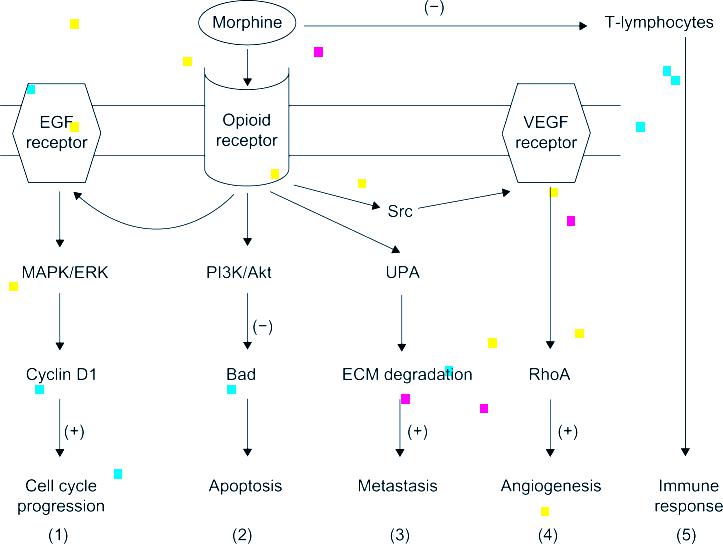 Morphine
(−)
T-lymphocytes
EGF
receptor
Opioid
receptor
VEGF
receptor
Src
MAPK/ERK
PI3K/Akt
UPA
(−)
Cyclin D1
Bad
ECM degradation
RhoA
(+)
(+)
(+)
Cell cycle
progression
Apoptosis
Metastasis
Angiogenesis
Immune
response
(1)
(2)
(3)
(4)
(5)